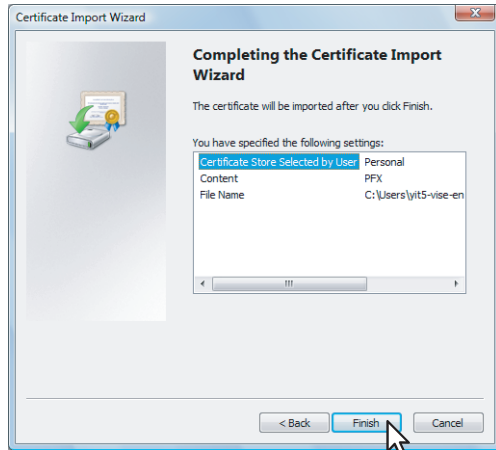 Certificate Import Wizard
Completing the Certificate Import
Wizard
The certificate will be imported after you click Finish.
You have specified the following settings:
Certificate Store Selected by User Personal
Content PFX
File Name C:\Users\yit5-vise-en
< Back Finish Cancel